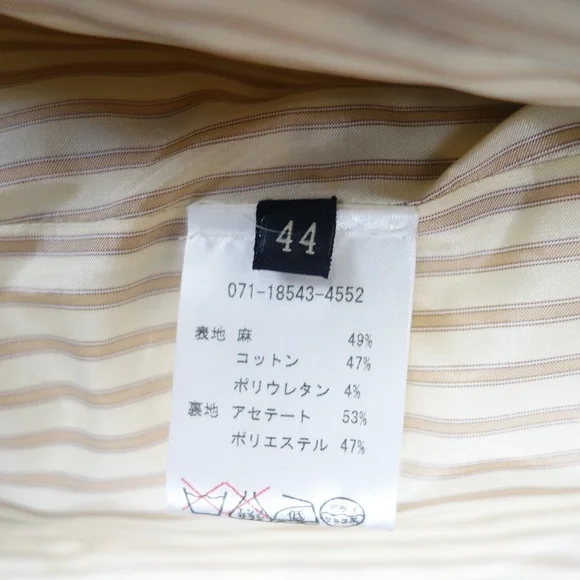 44
071-18543-4552
表地 麻 49%
コットン 47%
ポリウレタン 4%
裏地 アセテート 53%
ポリエステル 47%
低